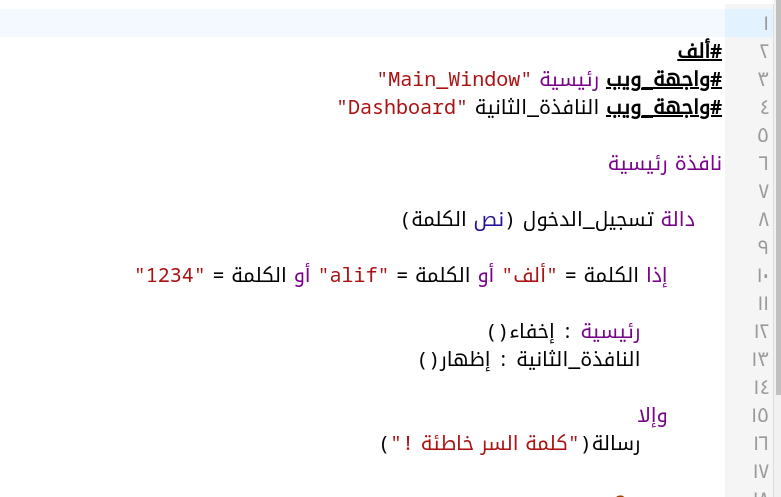 ١
٢ #ألف
٣ #واجهة_ويب رئيسية "Main_Window"
٤ #واجهة_ويب النافذة_الثانية "Dashboard"
٥
٦ نافذة رئيسية
٧
٨ دالة تسجيل_الدخول (نص الكلمة)
٩
١٠ إذا الكلمة = "ألف" أو الكلمة = "alif" أو الكلمة = "1234"
١١
١٢ رئيسية : إخفاء()
١٣ النافذة_الثانية : إظهار()
١٤
١٥ وإلا
١٦ رسالة("كلمة السر خاطئة !")
١٧